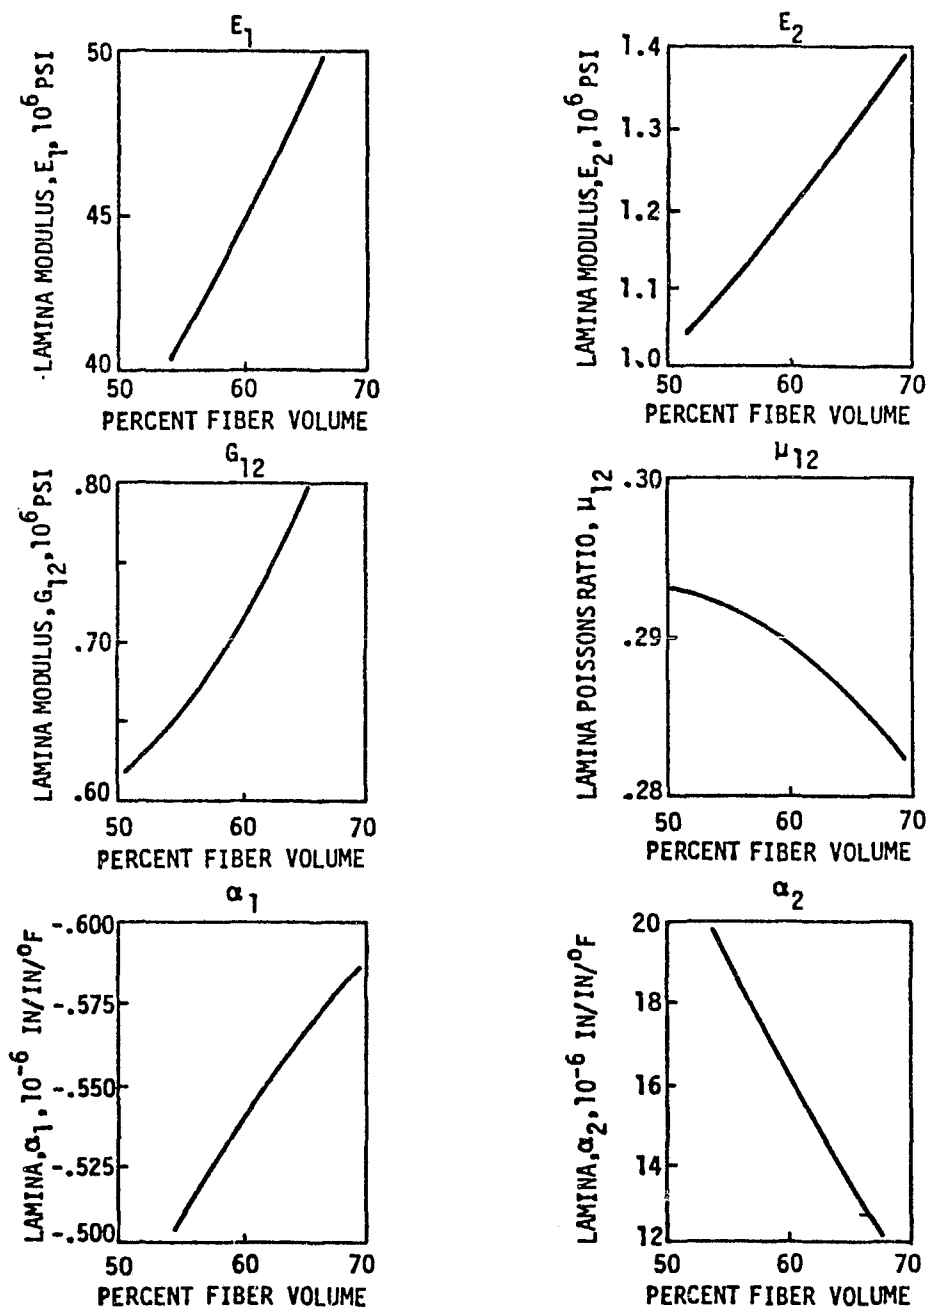 E1
LAMINA MODULUS, E1, 10^6 PSI
50
45
40
50 60 70
PERCENT FIBER VOLUME
E2
LAMINA MODULUS, E2, 10^6 PSI
1.4
1.3
1.2
1.1
1.0
50 60 70
PERCENT FIBER VOLUME
G12
LAMINA MODULUS, G12, 10^6 PSI
.80
.70
.60
50 60 70
PERCENT FIBER VOLUME
μ12
LAMINA POISSONS RATIO, μ12
.30
.29
.28
50 60 70
PERCENT FIBER VOLUME
α1
LAMINA, α1, 10^-6 IN/IN/°F
-.600
-.575
-.550
-.525
-.500
50 60 70
PERCENT FIBER VOLUME
α2
LAMINA, α2, 10^-6 IN/IN/°F
20
18
16
14
12
50 60 70
PERCENT FIBER VOLUME